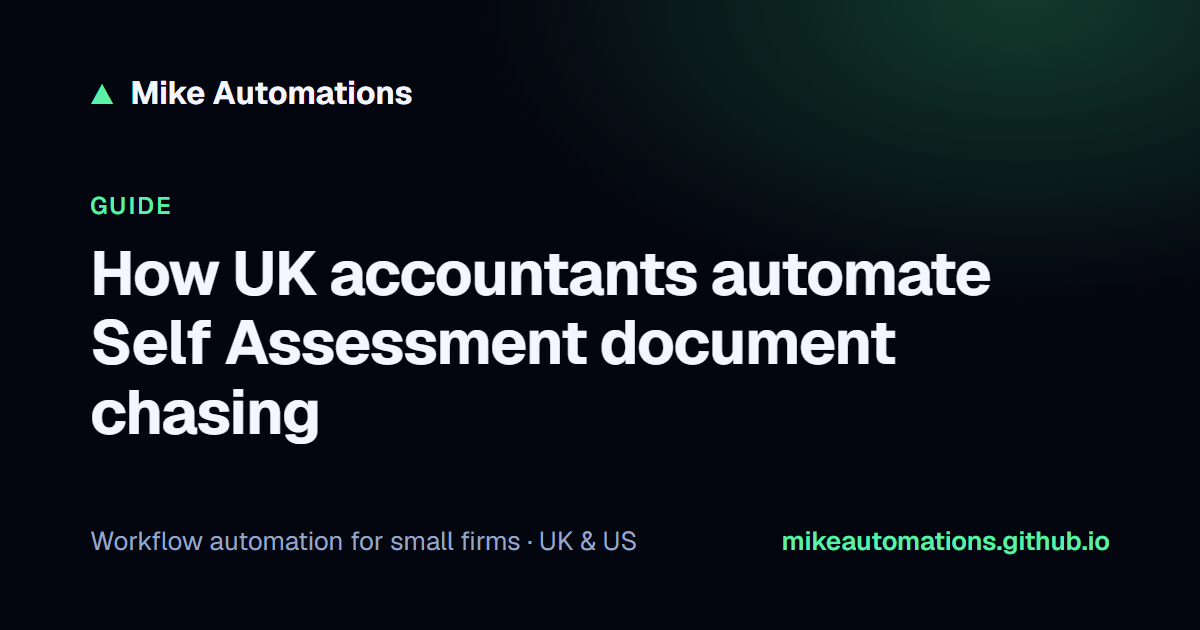 Mike Automations
GUIDE
How UK accountants automate
Self Assessment document
chasing
Workflow automation for small firms · UK & US
mikeautomations.github.io